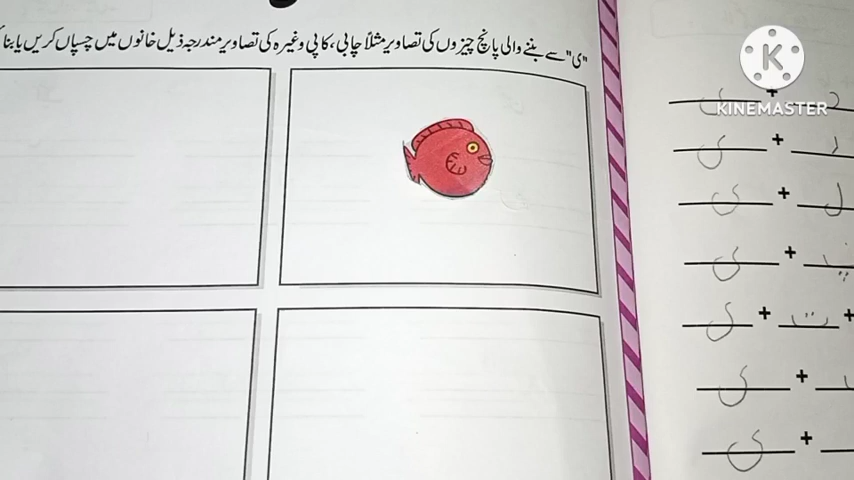 "ی" سے بننے والی پانچ چیزوں کی تصاویر مثلاً چابی، کاپی وغیرہ کی تصاویر مندرجہ ذیل خانوں میں چسپاں کریں یا
K
KINEMASTER
ی +
ی +
ی + ل
ی +
ی + +
ی +
ی +